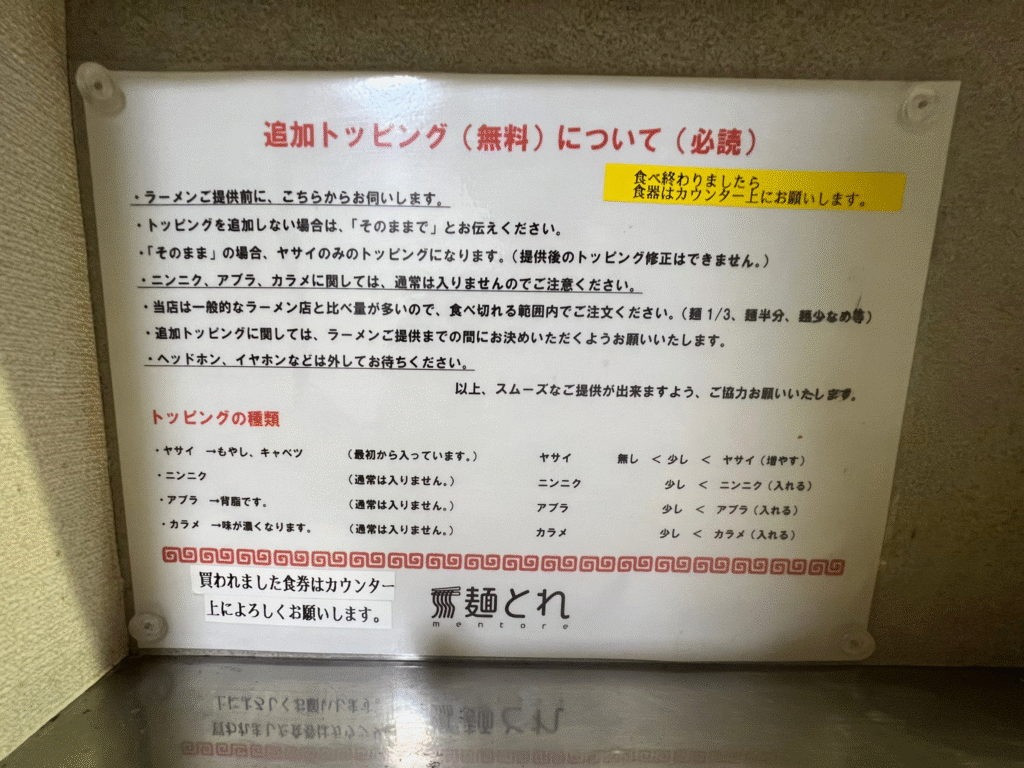 追加トッピング（無料）について（必読）
食べ終わりましたら
食器はカウンター上にお願いします。
・ラーメンご提供前に、こちらからお伺いします。
・トッピングを追加しない場合は、「そのままで」とお伝えください。
・「そのまま」の場合、ヤサイのみのトッピングになります。（提供後のトッピング修正はできません。）
・ニンニク、アブラ、カラメに関しては、通常は入りませんのでご注意ください。
・当店は一般的なラーメン店と比べ量が多いので、食べ切れる範囲内でご注文ください。（麺1/3、麺半分、麺少なめ等）
・追加トッピングに関しては、ラーメンご提供までの間にお決めいただくようお願いいたします。
・ヘッドホン、イヤホンなどは外してお待ちください。
以上、スムーズなご提供が出来ますよう、ご協力お願いいたします。
トッピングの種類
・ヤサイ →もやし、キャベツ （最初から入っています。） ヤサイ 無し ＜ 少し ＜ ヤサイ（増やす）
・ニンニク （通常は入りません。） ニンニク 少し ＜ ニンニク（入れる）
・アブラ →背脂です。 （通常は入りません。） アブラ 少し ＜ アブラ（入れる）
・カラメ →味が濃くなります。 （通常は入りません。） カラメ 少し ＜ カラメ（入れる）
買われました食券はカウンター
上によろしくお願いします。
麺とれ
mentore